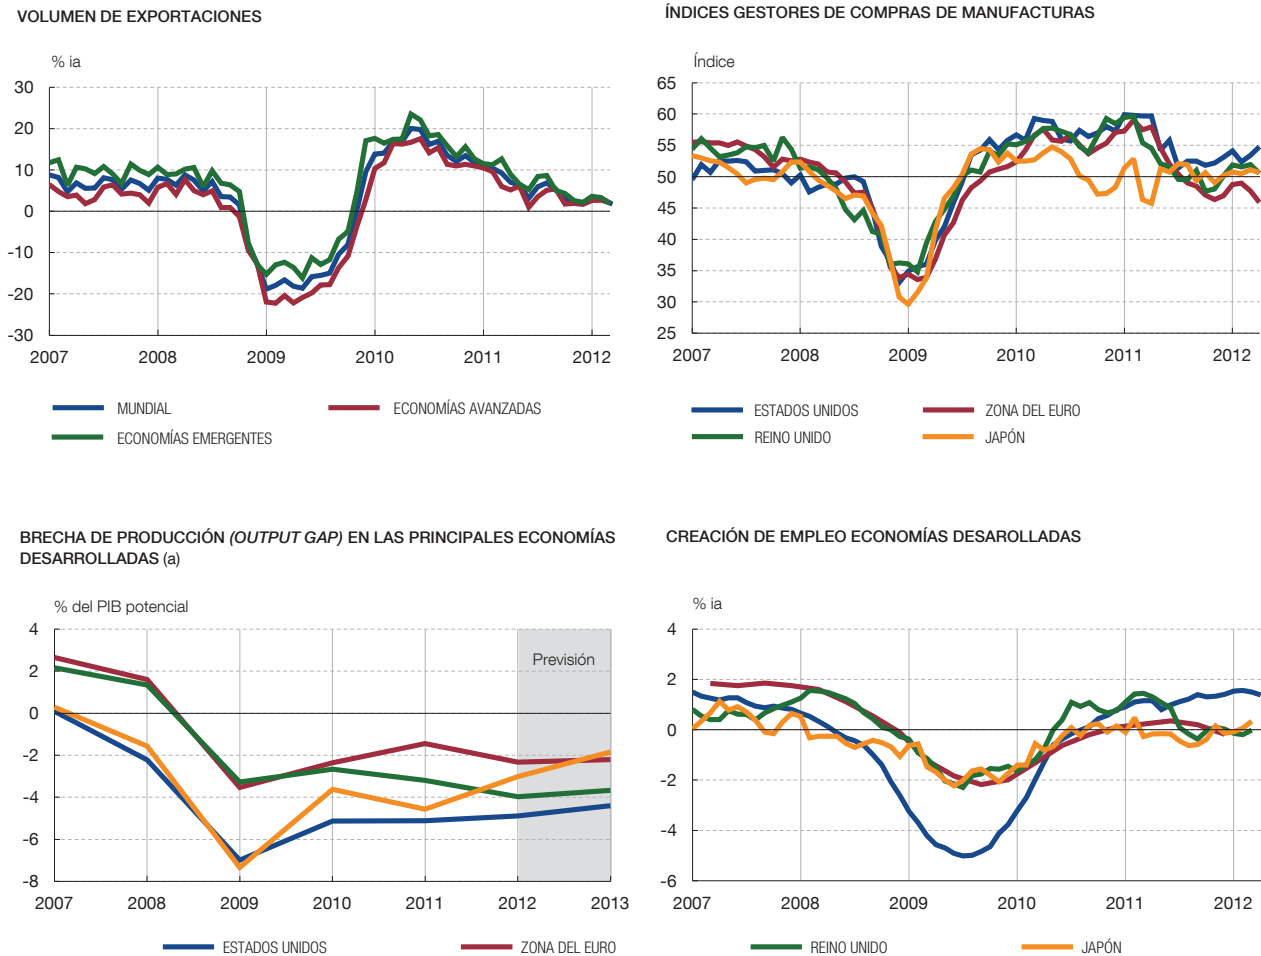 VOLUMEN DE EXPORTACIONES
% ia
30
20
10
0
-10
-20
-30
2007 2008 2009 2010 2011 2012
MUNDIAL ECONOMÍAS AVANZADAS
ECONOMÍAS EMERGENTES
ÍNDICES GESTORES DE COMPRAS DE MANUFACTURAS
Índice
65
60
55
50
45
40
35
30
25
2007 2008 2009 2010 2011 2012
ESTADOS UNIDOS ZONA DEL EURO
REINO UNIDO JAPÓN
BRECHA DE PRODUCCIÓN (OUTPUT GAP) EN LAS PRINCIPALES ECONOMÍAS
DESARROLLADAS (a)
% del PIB potencial
4
2
0
-2
-4
-6
-8
Previsión
2007 2008 2009 2010 2011 2012 2013
CREACIÓN DE EMPLEO ECONOMÍAS DESAROLLADAS
% ia
4
2
0
-2
-4
-6
2007 2008 2009 2010 2011 2012
ESTADOS UNIDOS ZONA DEL EURO REINO UNIDO JAPÓN